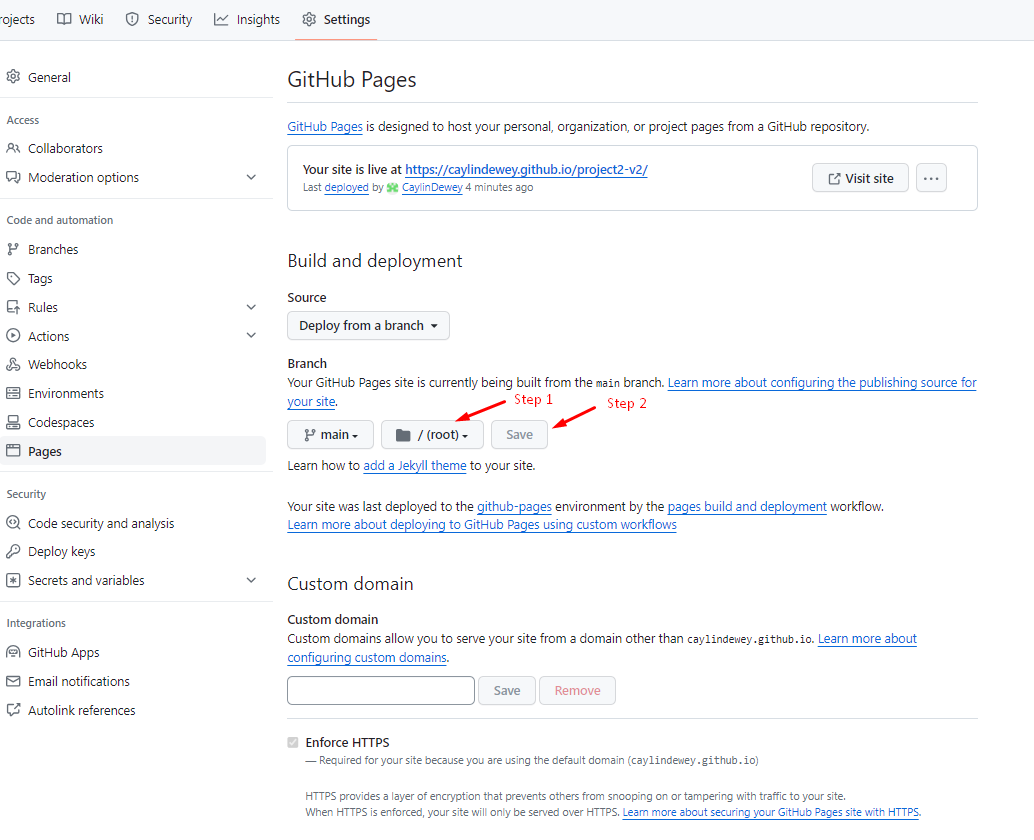 rojects Wiki Security Insights Settings
General
Access
Collaborators
Moderation options
Code and automation
Branches
Tags
Rules
Actions
Webhooks
Environments
Codespaces
Pages
Security
Code security and analysis
Deploy keys
Secrets and variables
Integrations
GitHub Apps
Email notifications
Autolink references
GitHub Pages
GitHub Pages is designed to host your personal, organization, or project pages from a GitHub repository.
Your site is live at https://caylindewey.github.io/project2-v2/
Last deployed by CaylinDewey 4 minutes ago
Visit site ...
Build and deployment
Source
Deploy from a branch
Branch
Your GitHub Pages site is currently being built from the main branch. Learn more about configuring the publishing source for
your site.
Step 1 Step 2
main / (root) Save
Learn how to add a Jekyll theme to your site.
Your site was last deployed to the github-pages environment by the pages build and deployment workflow.
Learn more about deploying to GitHub Pages using custom workflows
Custom domain
Custom domain
Custom domains allow you to serve your site from a domain other than caylindewey.github.io. Learn more about
configuring custom domains.
Save Remove
Enforce HTTPS
— Required for your site because you are using the default domain (caylindewey.github.io)
HTTPS provides a layer of encryption that prevents others from snooping on or tampering with traffic to your site.
When HTTPS is enforced, your site will only be served over HTTPS. Learn more about securing your GitHub Pages site with HTTPS.